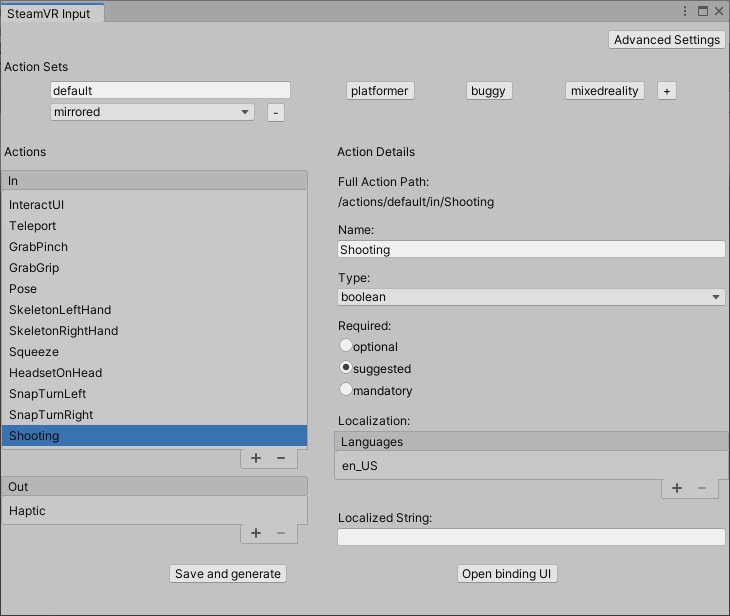 SteamVR Input
Advanced Settings
Action Sets
default
platformer
buggy
mixedreality
+
mirrored
-
Actions
In
InteractUI
Teleport
GrabPinch
GrabGrip
Pose
SkeletonLeftHand
SkeletonRightHand
Squeeze
HeadsetOnHead
SnapTurnLeft
SnapTurnRight
Shooting
+ −
Out
Haptic
+ −
Action Details
Full Action Path:
/actions/default/in/Shooting
Name:
Shooting
Type:
boolean
Required:
optional
suggested
mandatory
Localization:
Languages
en_US
+ −
Localized String:
Save and generate
Open binding UI